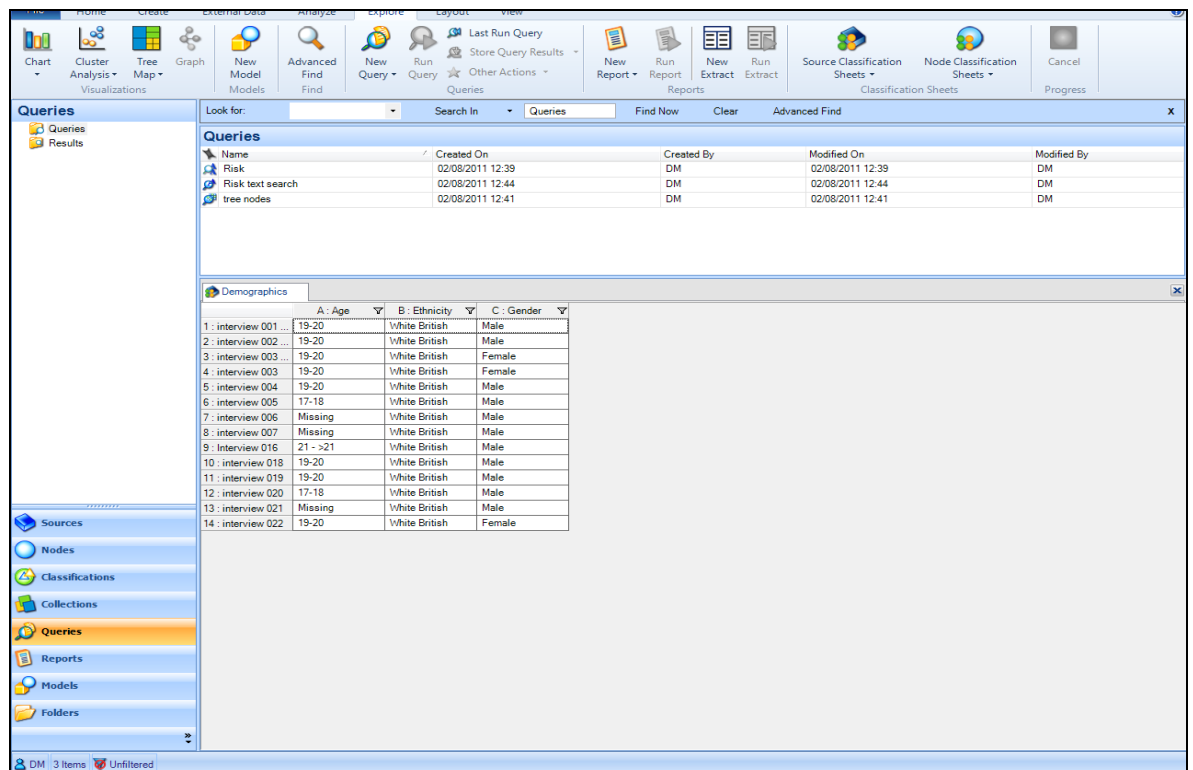 File Home Create External Data Analyze Explore Layout View
Chart Cluster Analysis Tree Map Graph New Model Advanced Find New Query Run Query Last Run Query Store Query Results Other Actions New Report Run Report New Extract Run Extract Source Classification Sheets Node Classification Sheets Cancel
Visualizations Models Find Queries Reports Classification Sheets Progress
Queries
Queries
Results
Look for: Search In Queries Find Now Clear Advanced Find x
Queries
Name Created On Created By Modified On Modified By
Risk 02/08/2011 12:39 DM 02/08/2011 12:39 DM
Risk text search 02/08/2011 12:44 DM 02/08/2011 12:44 DM
tree nodes 02/08/2011 12:41 DM 02/08/2011 12:41 DM
Demographics
A : Age B : Ethnicity C : Gender
1 : interview 001 ... 19-20 White British Male
2 : interview 002 ... 19-20 White British Male
3 : interview 003 ... 19-20 White British Female
4 : interview 003 19-20 White British Female
5 : interview 004 19-20 White British Male
6 : interview 005 17-18 White British Male
7 : interview 006 Missing White British Male
8 : interview 007 Missing White British Male
9 : Interview 016 21 - >21 White British Male
10 : interview 018 19-20 White British Male
11 : interview 019 19-20 White British Male
12 : interview 020 17-18 White British Male
13 : interview 021 Missing White British Male
14 : interview 022 19-20 White British Female
Sources
Nodes
Classifications
Collections
Queries
Reports
Models
Folders
DM 3 Items Unfiltered